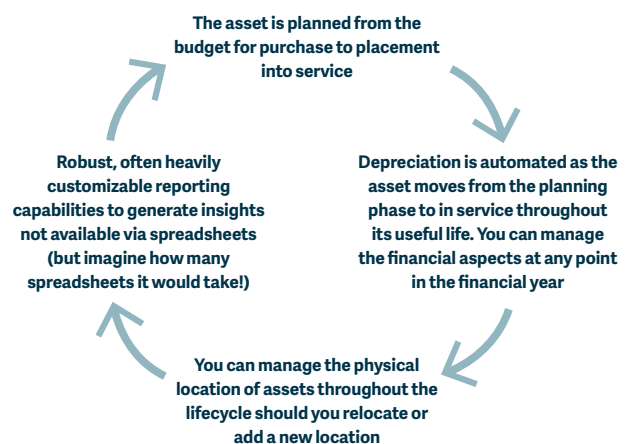 The asset is planned from the
budget for purchase to placement
into service
Depreciation is automated as the
asset moves from the planning
phase to in service throughout
its useful life. You can manage
the financial aspects at any point
in the financial year
You can manage the physical
location of assets throughout the
lifecycle should you relocate or
add a new location
Robust, often heavily
customizable reporting
capabilities to generate insights
not available via spreadsheets
(but imagine how many
spreadsheets it would take!)